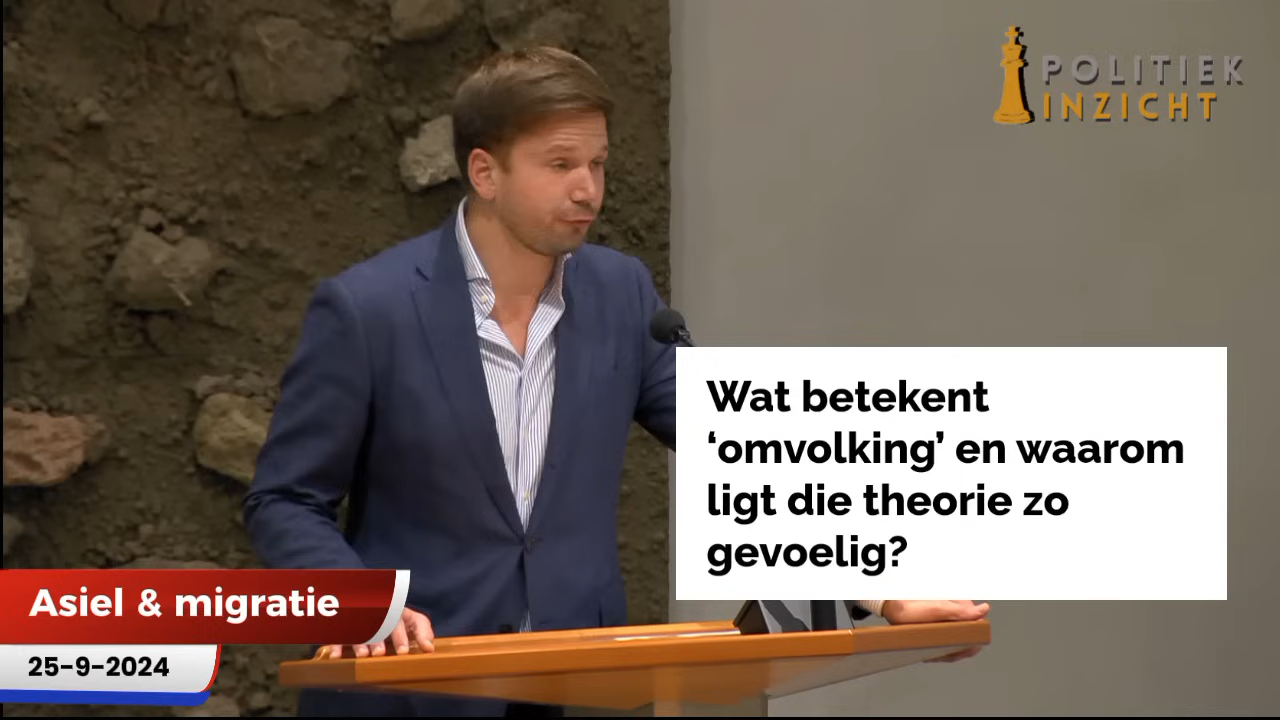 POLITIEK
INZICHT
Wat betekent
‘omvolking’ en waarom
ligt die theorie zo
gevoelig?
Asiel & migratie
25-9-2024